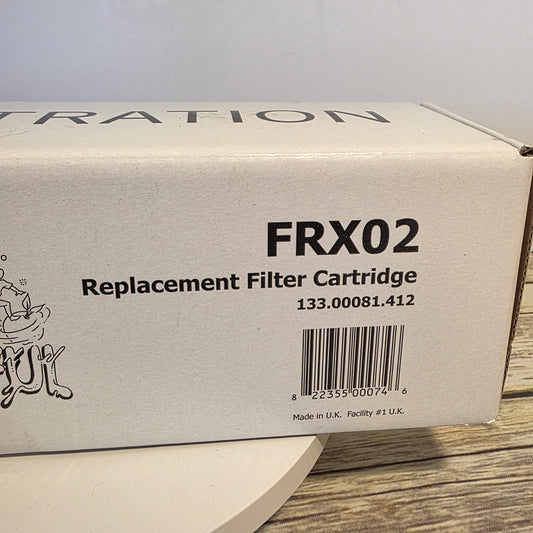 TRATION
FRX02
Replacement Filter Cartridge
133.00081.412
8 22355 00074 6
Made in U.K. Facility #1 U.K.